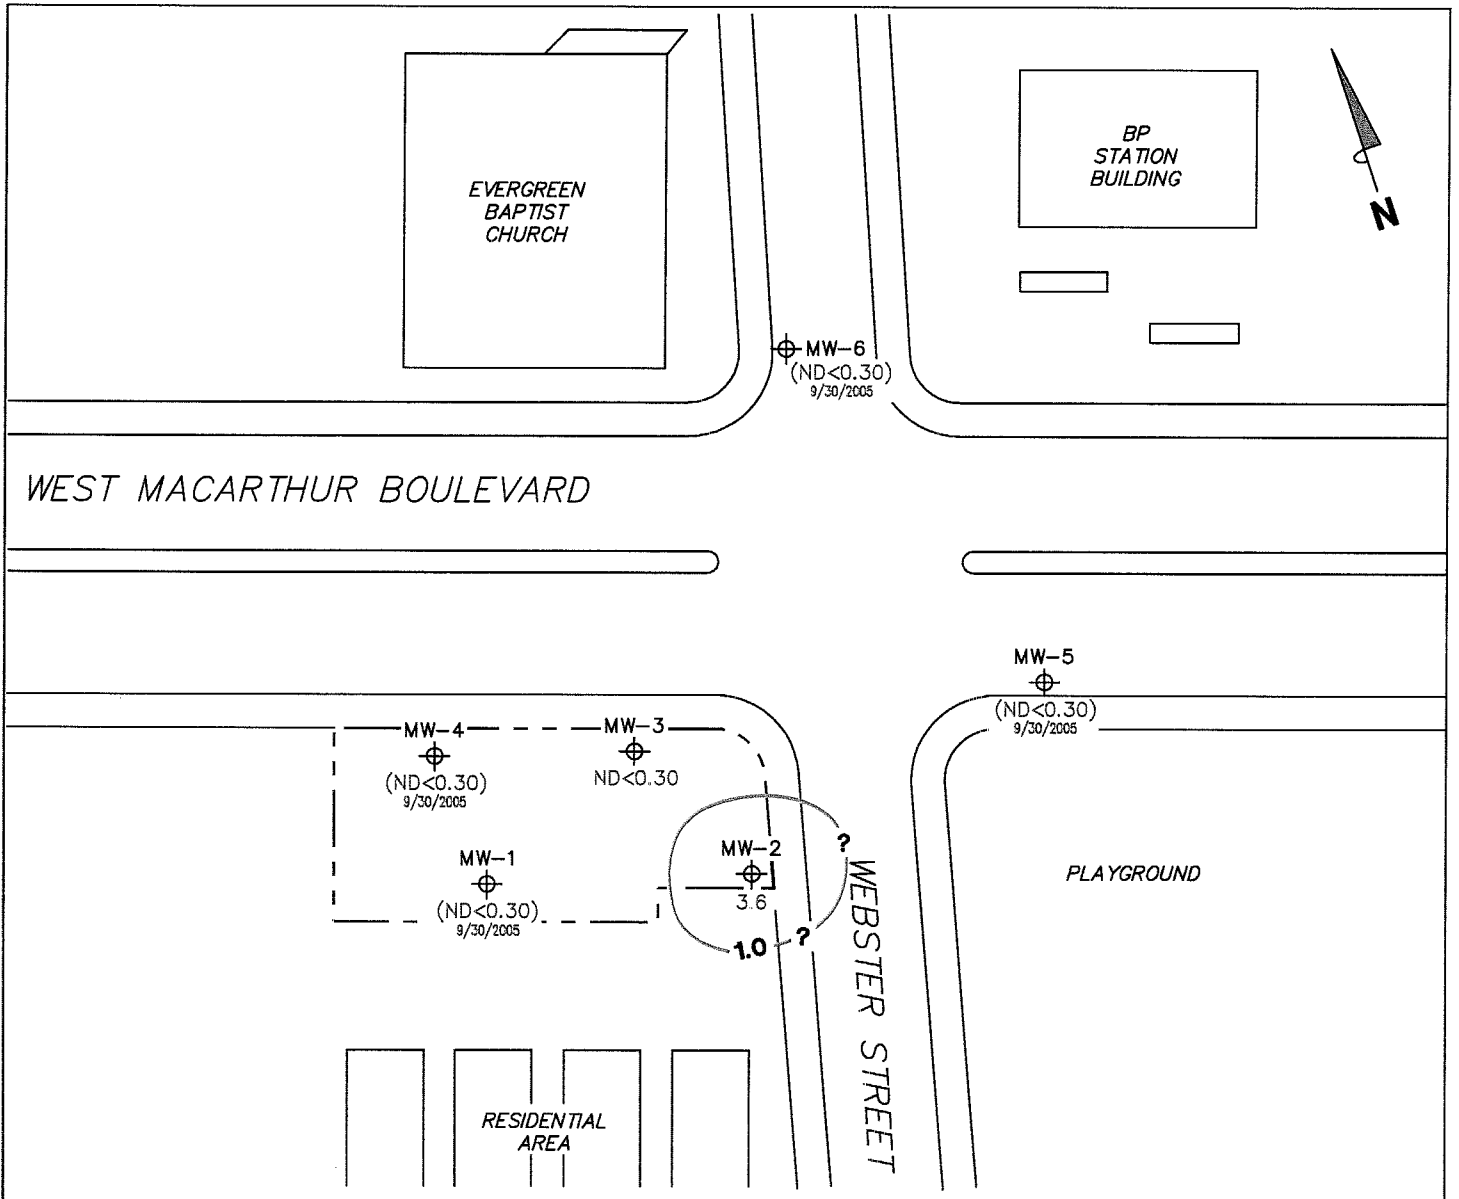 EVERGREEN
BAPTIST
CHURCH
BP
STATION
BUILDING
N
MW-6
(ND<0.30)
9/30/2005
WEST MACARTHUR BOULEVARD
MW-5
(ND<0.30)
9/30/2005
MW-4
(ND<0.30)
9/30/2005
MW-3
ND<0.30
MW-1
(ND<0.30)
9/30/2005
MW-2
3.6
?
1.0
?
WEBSTER STREET
PLAYGROUND
RESIDENTIAL
AREA